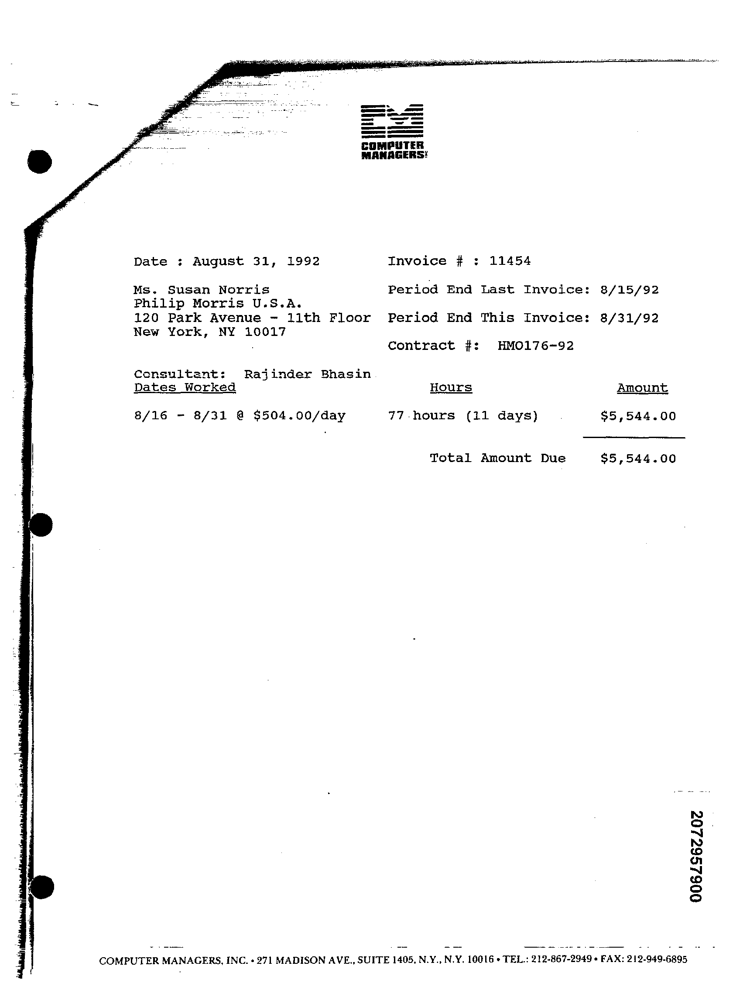 CM
COMPUTER
MANAGERS
Date : August 31, 1992 Invoice # : 11454
Ms. Susan Norris Period End Last Invoice: 8/15/92
Philip Morris U.S.A.
120 Park Avenue - 11th Floor Period End This Invoice: 8/31/92
New York, NY 10017
Contract #: HMO176-92
Consultant: Rajinder Bhasin
Dates Worked Hours Amount
8/16 - 8/31 @ $504.00/day 77 hours (11 days) $5,544.00
Total Amount Due $5,544.00
2072957900
COMPUTER MANAGERS, INC. • 271 MADISON AVE., SUITE 1405, N.Y., N.Y. 10016 • TEL.: 212-867-2949 • FAX: 212-949-6895